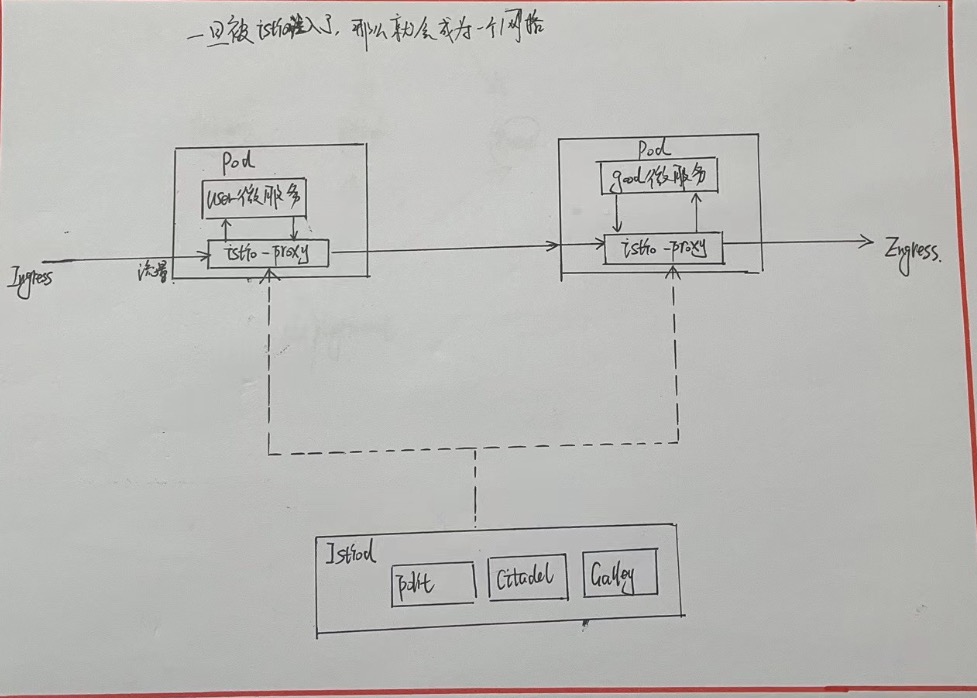 一旦被istio注入了，那么就会成为一个网格
Pod
user微服务
istio-proxy
Ingress
流量
Pod
good微服务
istio-proxy
Zngress.
Istiod
Citadel
Galley